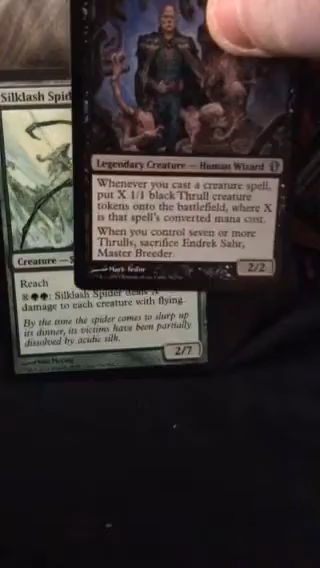 Silklash Spid
Legendary Creature — Human Wizard
Whenever you cast a creature spell,
put X 1/1 black Thrull creature
tokens onto the battlefield, where X
is that spell's converted mana cost.
When you control seven or more
Thrulls, sacrifice Endrek Sahr,
Master Breeder.
Mark Tedin
2/2
Creature — S
Reach
Silklash Spider deals X
damage to each creature with flying.
By the time the spider comes to slurp up
its dinner, its victims have been partially
dissolved by acidic silk.
2/7